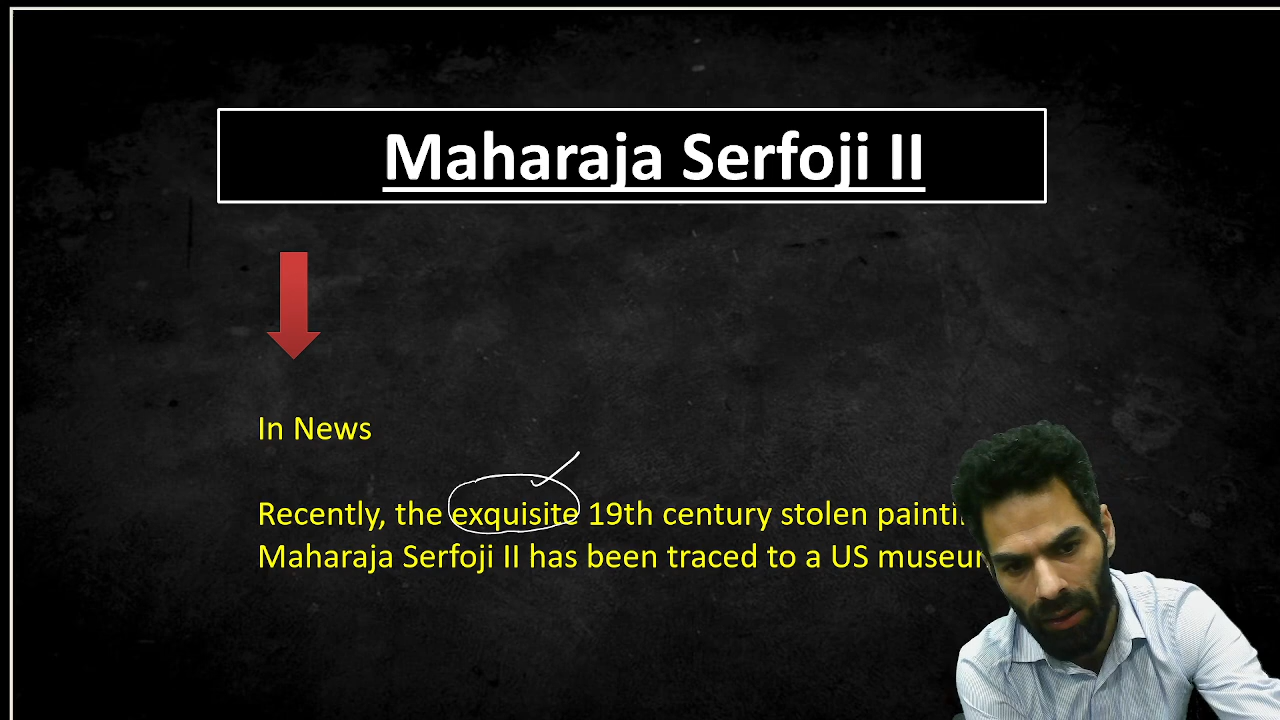 Maharaja Serfoji II
In News
Recently, the exquisite 19th century stolen
Maharaja Serfoji II has been traced to a US